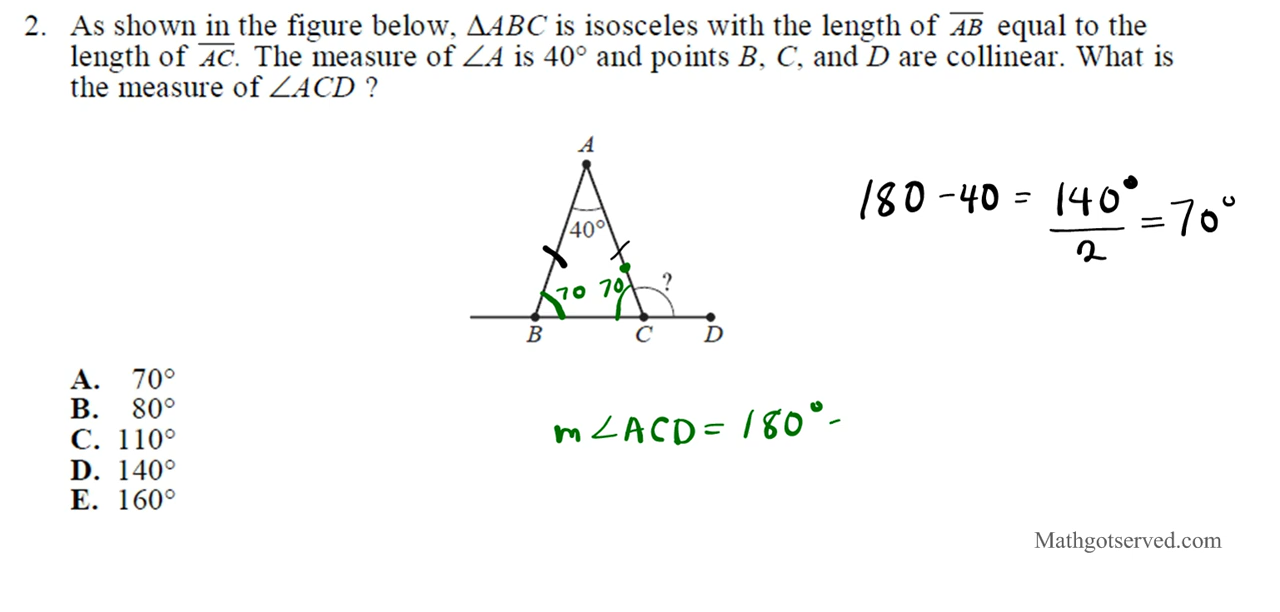 2. As shown in the figure below, ΔABC is isosceles with the length of A̅B̅ equal to the
length of A̅C̅. The measure of ∠A is 40° and points B, C, and D are collinear. What is
the measure of ∠ACD ?
A
180 - 40 = 140° / 2 = 70°
40°
70 70 ?
B C D
A. 70°
B. 80°
C. 110°
D. 140°
E. 160°
m∠ACD = 180° -
Mathgotserved.com